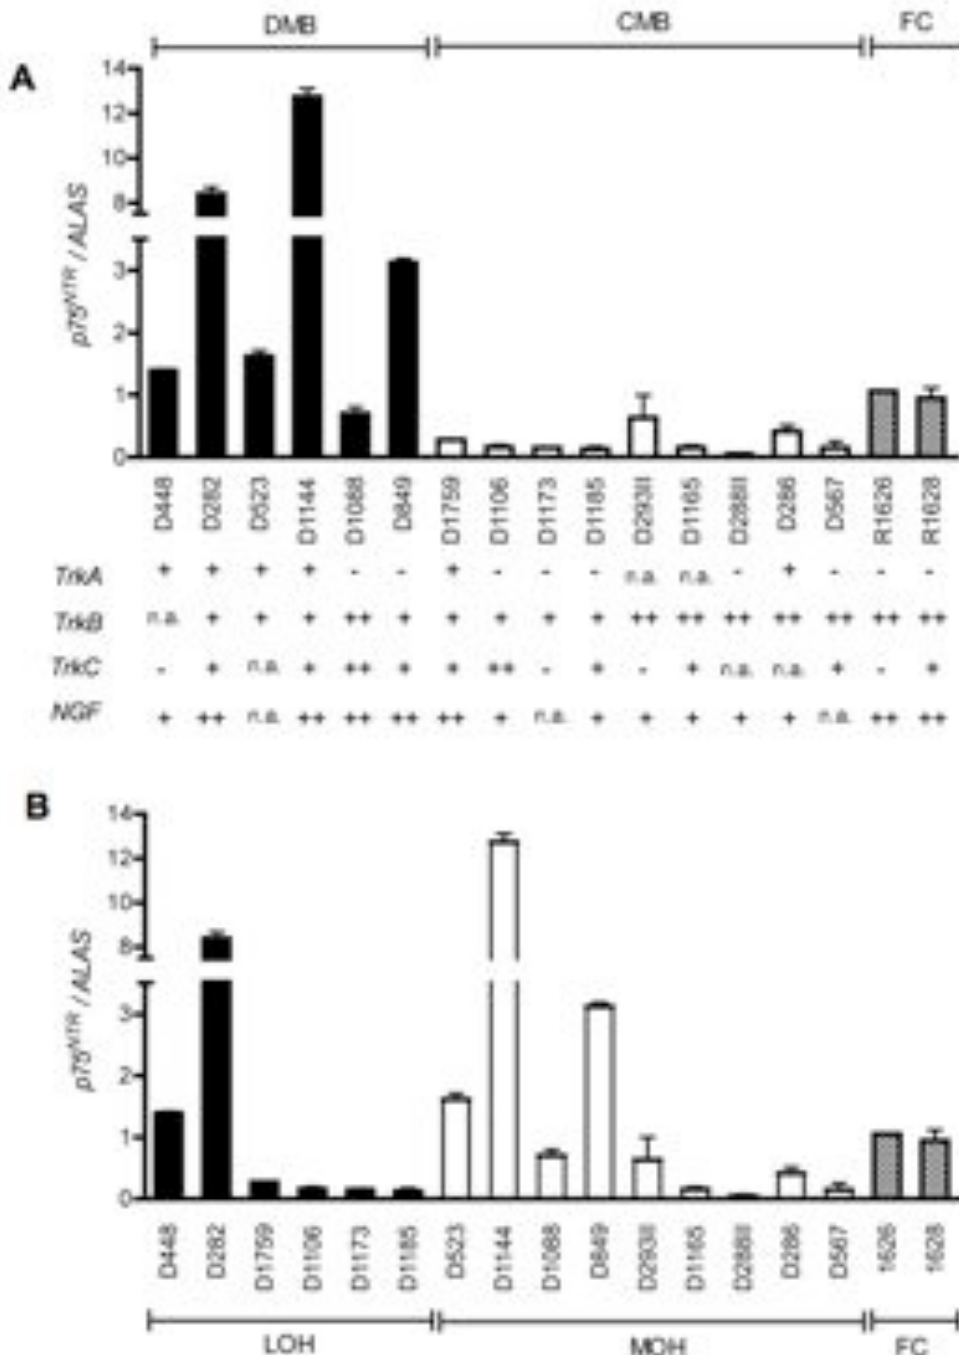 DMB CMB FC
A
14
12
10
8
3
2
1
0
p75NTR / ALAS
D448 D282 D523 D1144 D1088 D849 D1759 D1106 D1173 D1185 D293II D1165 D288II D286 D567 R1626 R1628
TrkA + + + + - - + - - - n.a. n.a. - + - - -
TrkB n.a. + + + ++ + + + + + ++ ++ ++ ++ ++ ++ ++
TrkC - + n.a. + ++ + + ++ - + - + n.a. n.a. + - +
NGF + ++ n.a. ++ ++ ++ ++ + n.a. + + + + + n.a. ++ ++
B
14
12
10
8
3
2
1
0
p75NTR / ALAS
D448 D282 D1759 D1106 D1173 D1185 D523 D1144 D1088 D849 D293II D1165 D288II D286 D567 1626 1628
LOH MOH FC